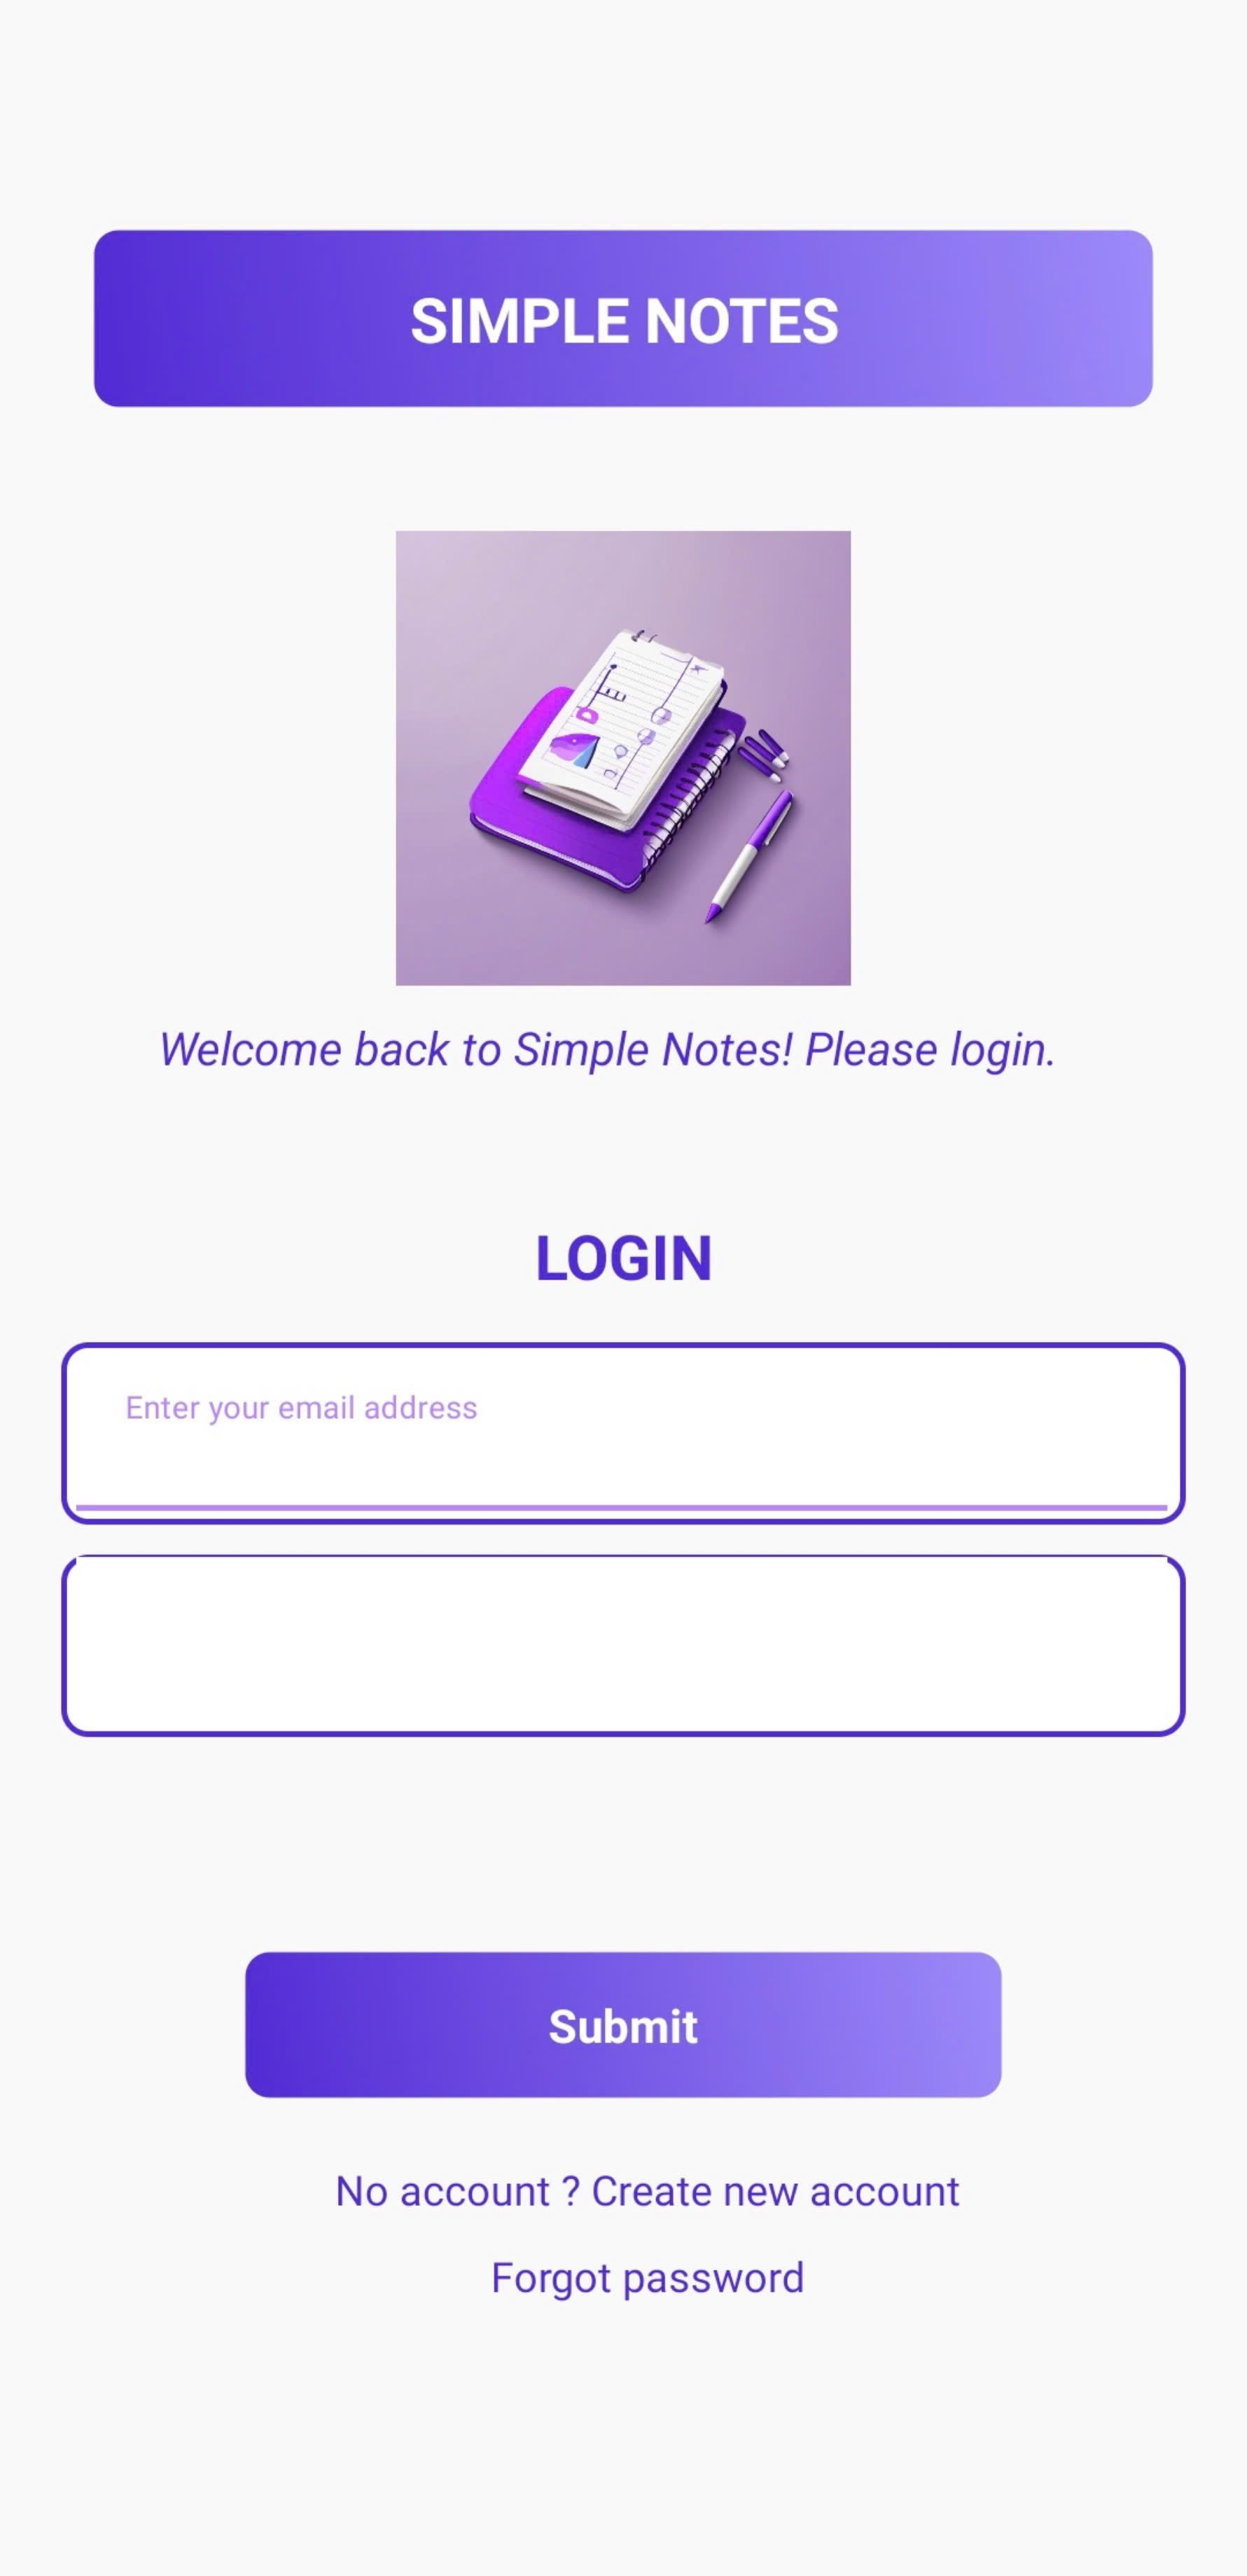 SIMPLE NOTES
Welcome back to Simple Notes! Please login.
LOGIN
Enter your email address
Submit
No account ? Create new account
Forgot password